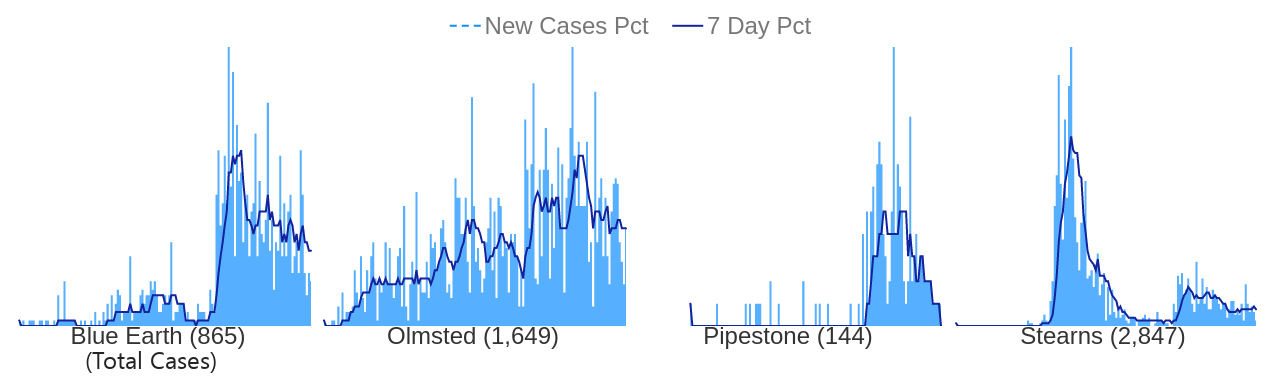 New Cases Pct 7 Day Pct
Blue Earth (865) Olmsted (1,649) Pipestone (144) Stearns (2,847)
(Total Cases)